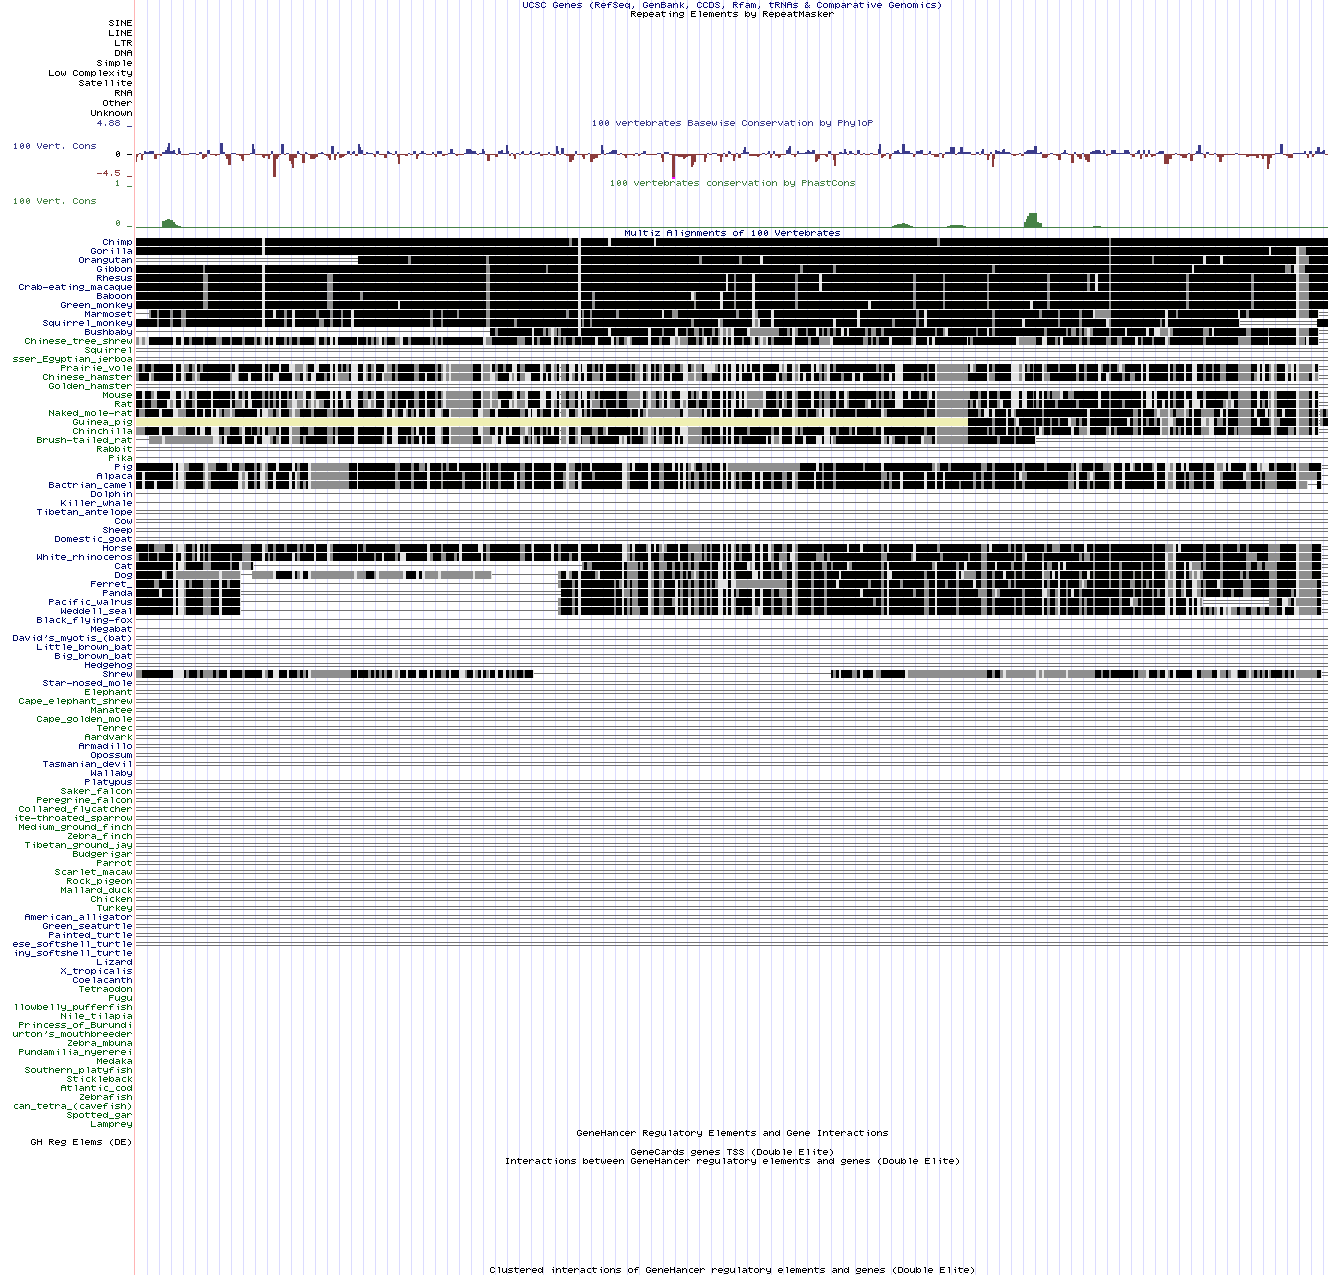 UCSC Genes (RefSeq, GenBank, CCDS, Rfam, tRNAs & Comparative Genomics)
Repeating Elements by RepeatMasker
SINE
LINE
LTR
DNA
Simple
Low Complexity
Satellite
RNA
Other
Unknown
4.88 _
100 vertebrates Basewise Conservation by PhyloP
100 Vert. Cons
0 _
-4.5 _
100 vertebrates conservation by PhastCons
1 _
100 Vert. Cons
0 _
Multiz Alignments of 100 Vertebrates
Chimp
Gorilla
Orangutan
Gibbon
Rhesus
Crab-eating_macaque
Baboon
Green_monkey
Marmoset
Squirrel_monkey
Bushbaby
Chinese_tree_shrew
Squirrel
sser_Egyptian_jerboa
Prairie_vole
Chinese_hamster
Golden_hamster
Mouse
Rat
Naked_mole-rat
Guinea_pig
Chinchilla
Brush-tailed_rat
Rabbit
Pika
Pig
Alpaca
Bactrian_camel
Dolphin
Killer_whale
Tibetan_antelope
Cow
Sheep
Domestic_goat
Horse
White_rhinoceros
Cat
Dog
Ferret_
Panda
Pacific_walrus
Weddell_seal
Black_flying-fox
Megabat
David's_myotis_(bat)
Little_brown_bat
Big_brown_bat
Hedgehog
Shrew
Star-nosed_mole
Elephant
Cape_elephant_shrew
Manatee
Cape_golden_mole
Tenrec
Aardvark
Armadillo
Opossum
Tasmanian_devil
Wallaby
Platypus
Saker_falcon
Peregrine_falcon
Collared_flycatcher
ite-throated_sparrow
Medium_ground_finch
Zebra_finch
Tibetan_ground_jay
Budgerigar
Parrot
Scarlet_macaw
Rock_pigeon
Mallard_duck
Chicken
Turkey
American_alligator
Green_seaturtle
Painted_turtle
ese_softshell_turtle
iny_softshell_turtle
Lizard
X_tropicalis
Coelacanth
Tetraodon
Fugu
llowbelly_pufferfish
Nile_tilapia
Princess_of_Burundi
urton's_mouthbreeder
Zebra_mbuna
Pundamilia_nyererei
Medaka
Southern_platyfish
Stickleback
Atlantic_cod
Zebrafish
can_tetra_(cavefish)
Spotted_gar
Lamprey
GeneHancer Regulatory Elements and Gene Interactions
GH Reg Elems (DE)
GeneCards genes TSS (Double Elite)
Interactions between GeneHancer regulatory elements and genes (Double Elite)
Clustered interactions of GeneHancer regulatory elements and genes (Double Elite)